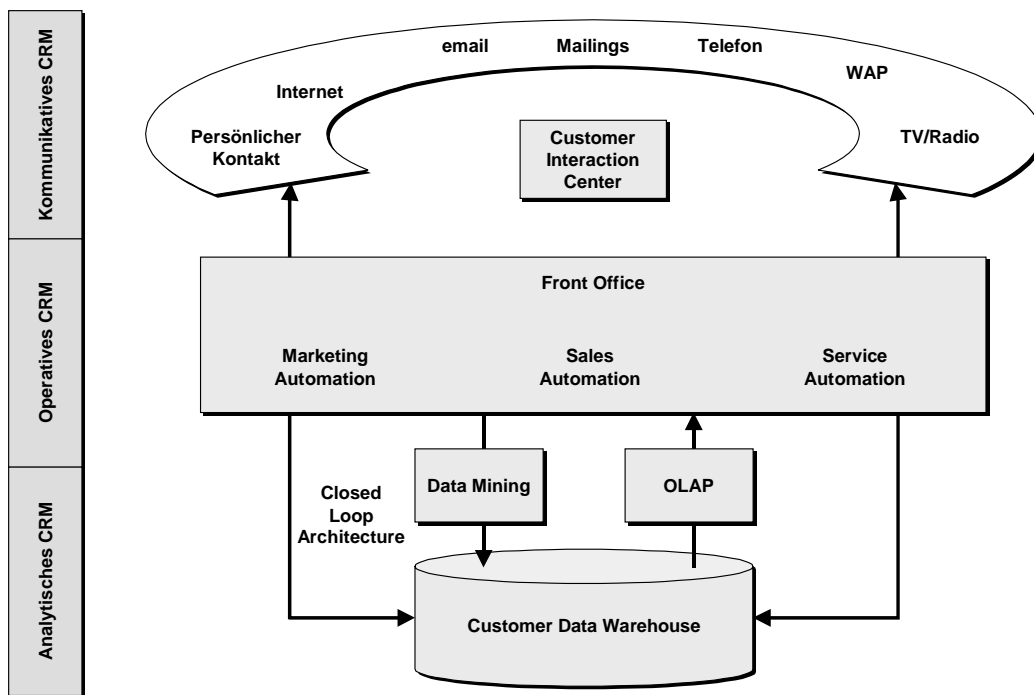 Kommunikatives CRM
Operatives CRM
Analytisches CRM
email
Mailings
Telefon
WAP
Internet
Persönlicher
Kontakt
TV/Radio
Customer
Interaction
Center
Front Office
Marketing
Automation
Sales
Automation
Service
Automation
Closed
Loop
Architecture
Data Mining
OLAP
Customer Data Warehouse